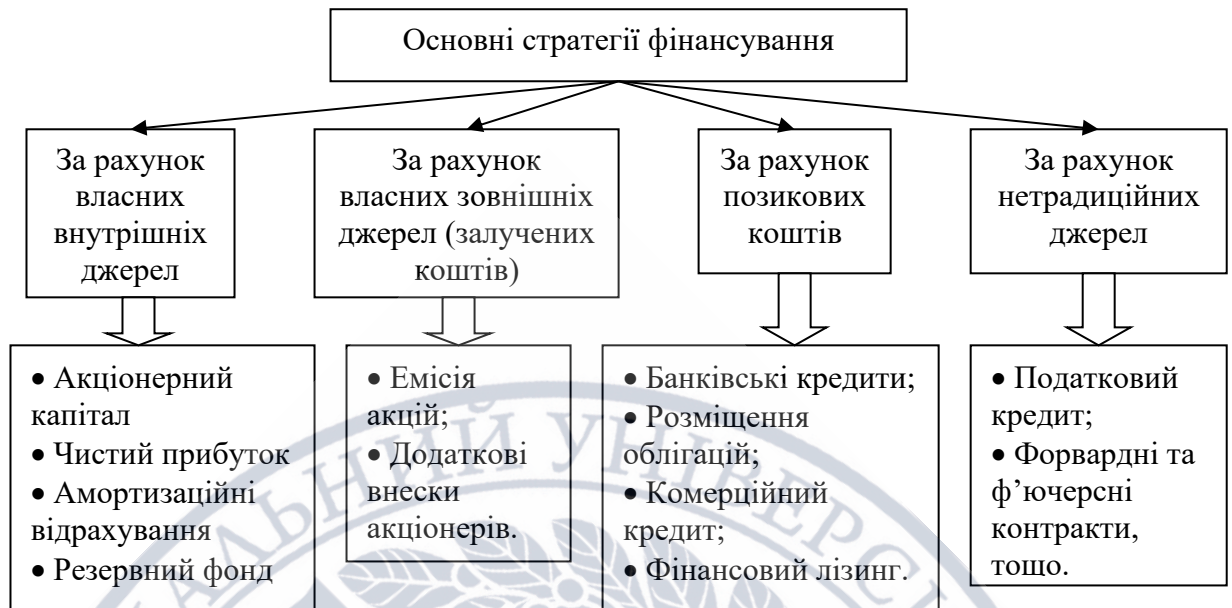 Основні стратегії фінансування
За рахунок
власних
внутрішніх
джерел
За рахунок
власних зовнішніх
джерел (залучених
коштів)
За рахунок
позикових
коштів
За рахунок
нетрадиційних
джерел
• Акціонерний
капітал
• Чистий прибуток
• Амортизаційні
відрахування
• Резервний фонд
• Емісія
акцій;
• Додаткові
внески
акціонерів.
• Банківські кредити;
• Розміщення
облігацій;
• Комерційний
кредит;
• Фінансовий лізинг.
• Податковий
кредит;
• Форвардні та
ф’ючерсні
контракти,
тощо.